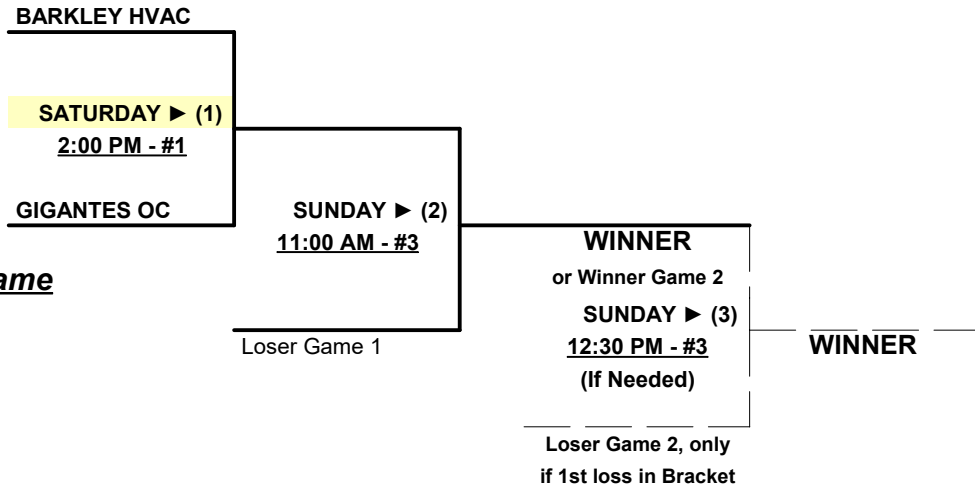 BARKLEY HVAC
SATURDAY ► (1)
2:00 PM - #1
GIGANTES OC
SUNDAY ► (2)
11:00 AM - #3
WINNER
or Winner Game 2
SUNDAY ► (3)
Loser Game 1
12:30 PM - #3
WINNER
(If Needed)
Loser Game 2, only
if 1st loss in Bracket